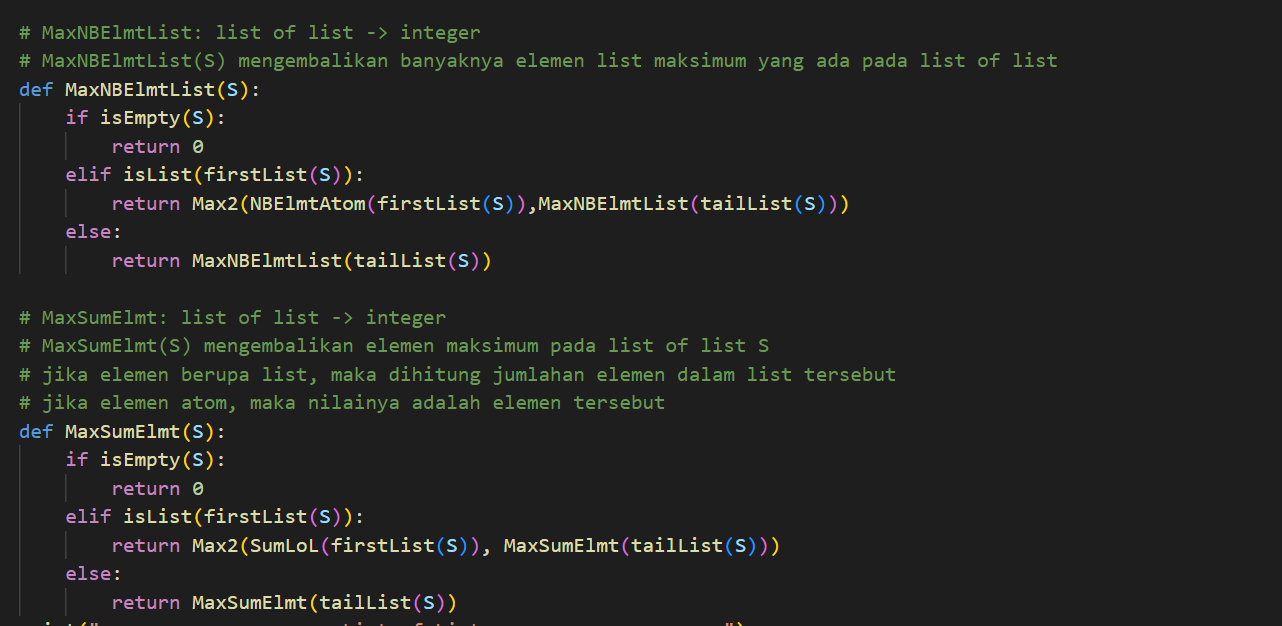 # MaxNBElmtList: list of list -> integer
# MaxNBElmtList(S) mengembalikan banyaknya elemen list maksimum yang ada pada list of list
def MaxNBElmtList(S):
    if isEmpty(S):
        return 0
    elif isList(firstList(S)):
        return Max2(NBElmtAtom(firstList(S)),MaxNBElmtList(tailList(S)))
    else:
        return MaxNBElmtList(tailList(S))

# MaxSumElmt: list of list -> integer
# MaxSumElmt(S) mengembalikan elemen maksimum pada list of list S
# jika elemen berupa list, maka dihitung jumlahan elemen dalam list tersebut
# jika elemen atom, maka nilainya adalah elemen tersebut
def MaxSumElmt(S):
    if isEmpty(S):
        return 0
    elif isList(firstList(S)):
        return Max2(SumLoL(firstList(S)), MaxSumElmt(tailList(S)))
    else:
        return MaxSumElmt(tailList(S))